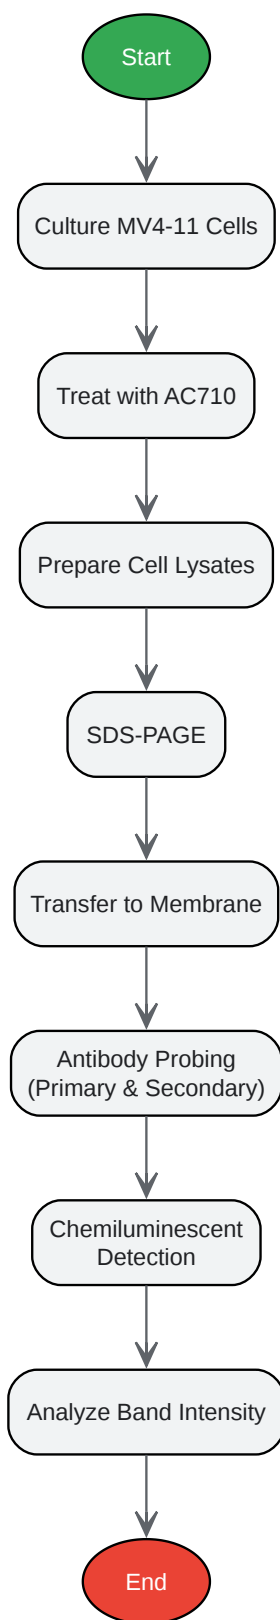 Start
Culture MV4-11 Cells
Treat with AC710
Prepare Cell Lysates
SDS-PAGE
Transfer to Membrane
Antibody Probing
(Primary & Secondary)
Chemiluminescent
Detection
Analyze Band Intensity
End